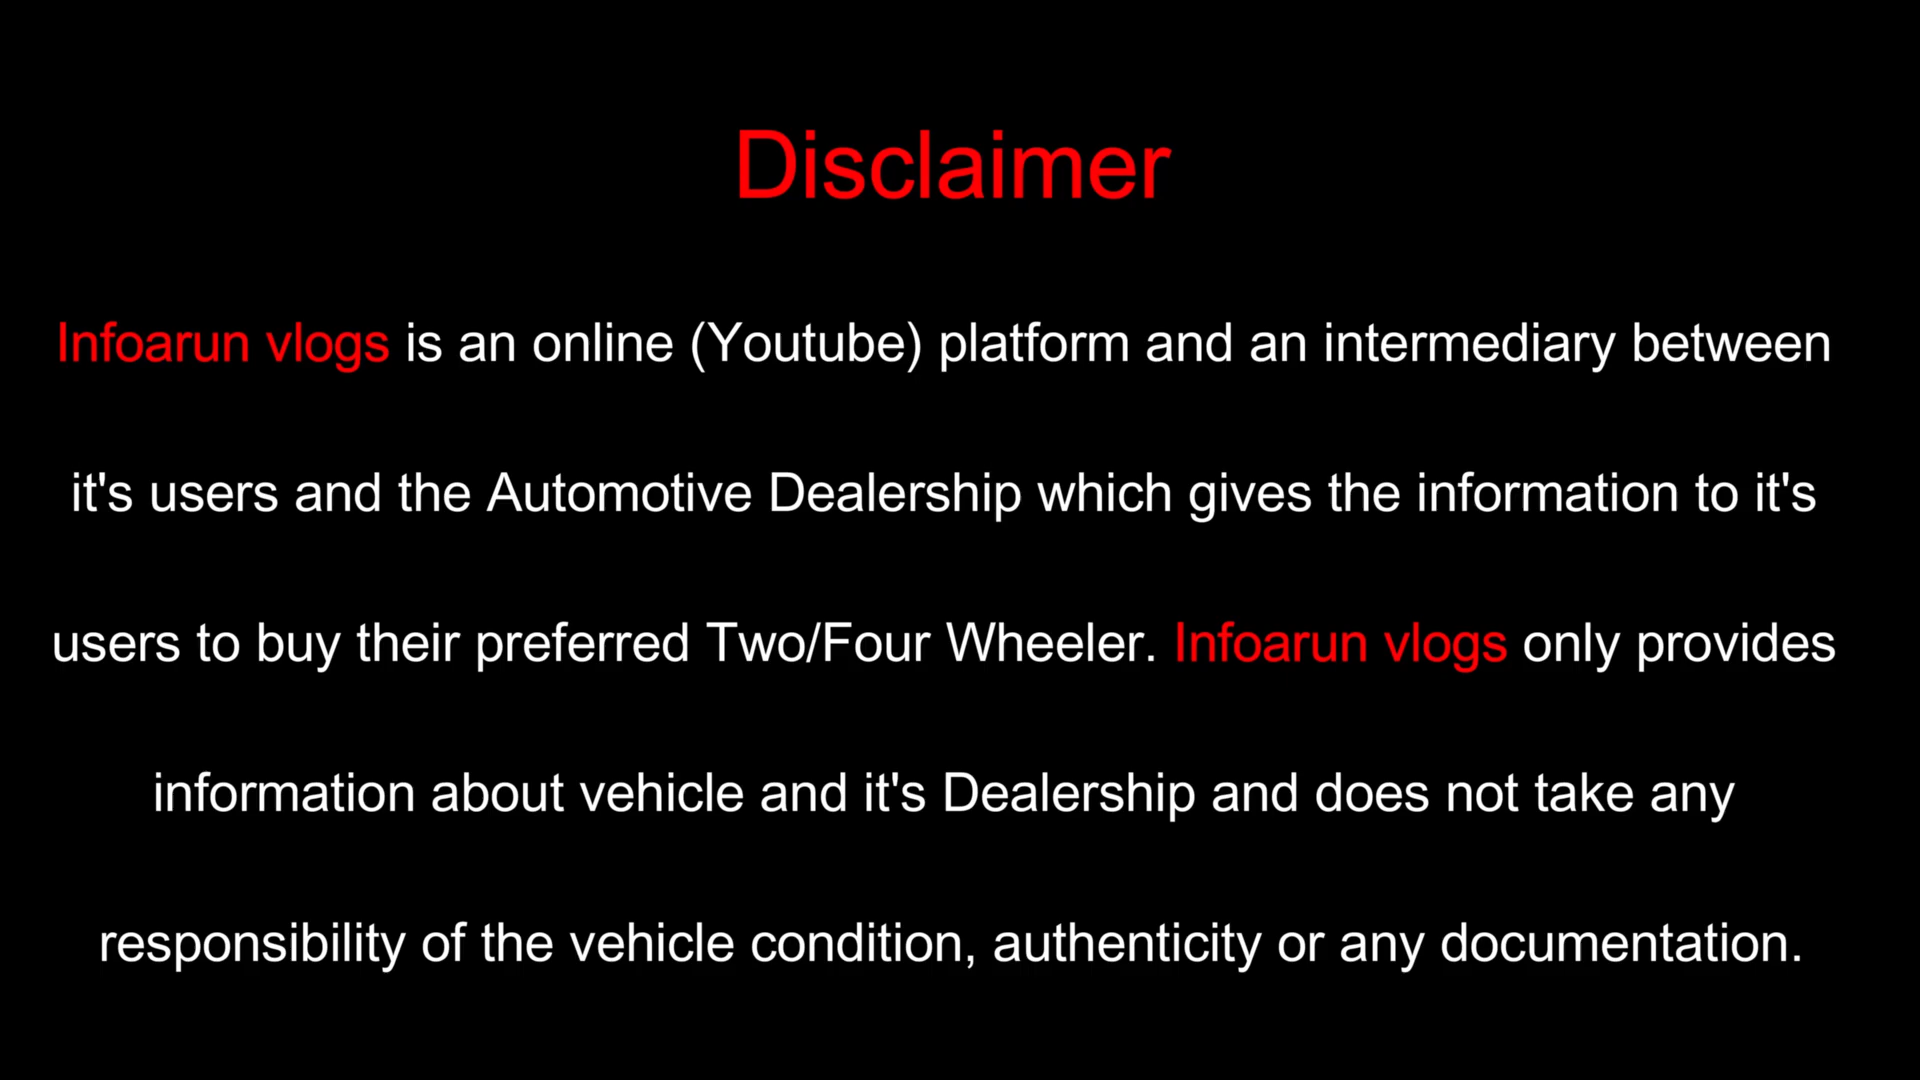 Disclaimer
Infoarun vlogs is an online (Youtube) platform and an intermediary between
it's users and the Automotive Dealership which gives the information to it's
users to buy their preferred Two/Four Wheeler. Infoarun vlogs only provides
information about vehicle and it's Dealership and does not take any
responsibility of the vehicle condition, authenticity or any documentation.